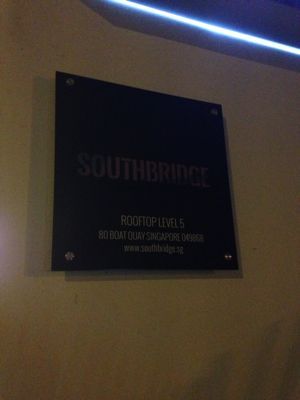 SOUTHBRIDGE
ROOFTOP LEVEL 5
80 BOAT QUAY SINGAPORE 049868
www.southbridge.sg